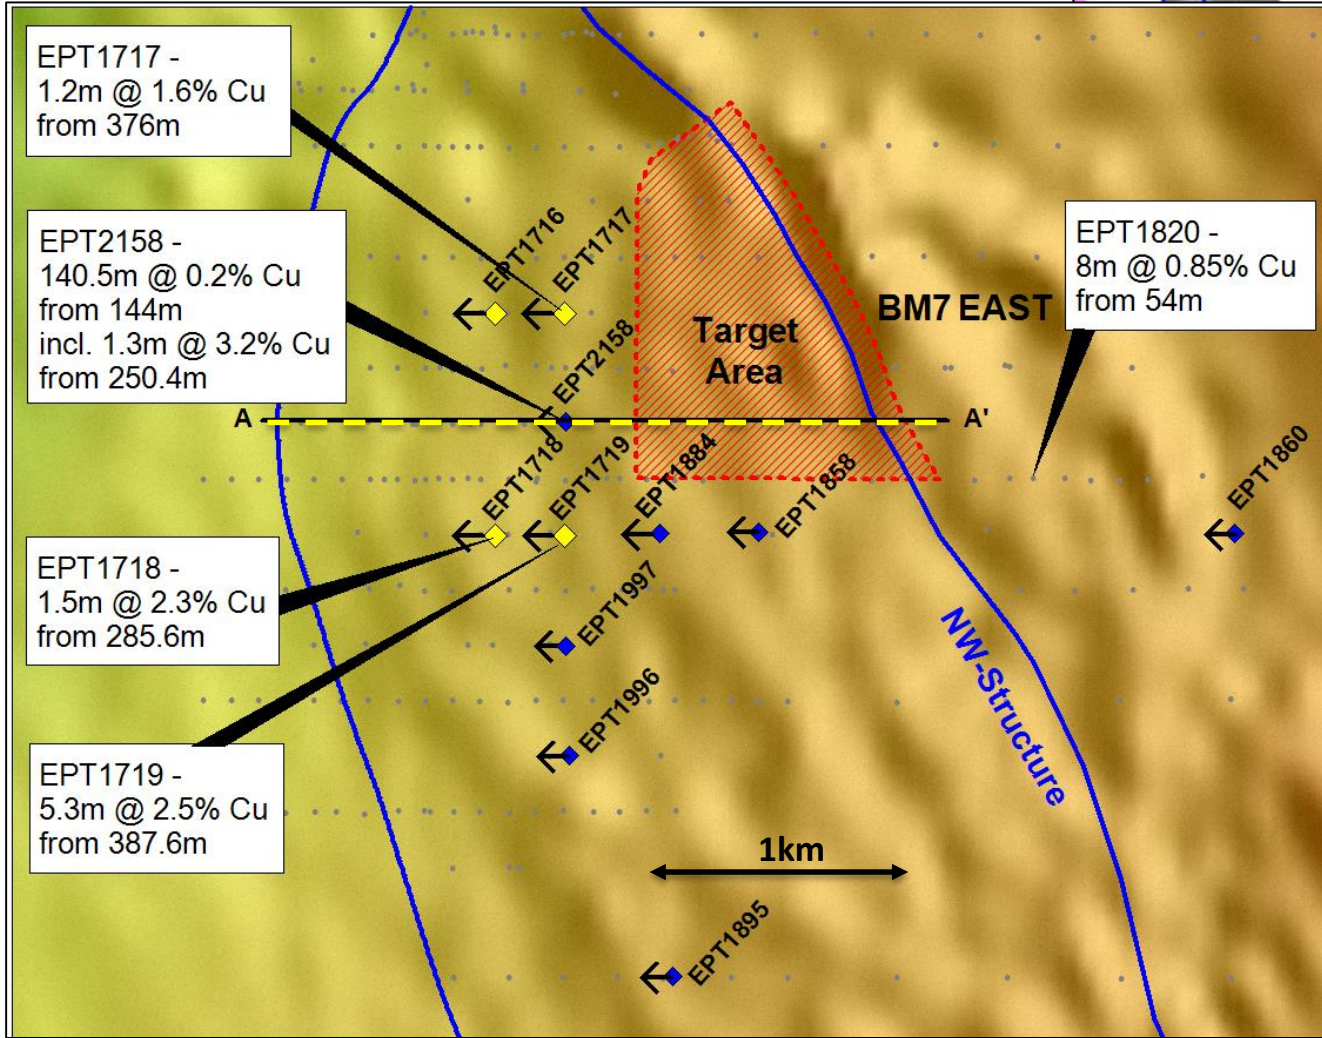 EPT1717 -
1.2m @ 1.6% Cu
from 376m
EPT2158 -
140.5m @ 0.2% Cu
from 144m
incl. 1.3m @ 3.2% Cu
from 250.4m
EPT1718 -
1.5m @ 2.3% Cu
from 285.6m
EPT1719 -
5.3m @ 2.5% Cu
from 387.6m
EPT1820 -
8m @ 0.85% Cu
from 54m
EPT1716
EPT1717
EPT2158
Target
Area
BM7 EAST
A
A'
EPT1718
EPT1719
EPT1884
EPT1858
EPT1860
EPT1997
EPT1996
NW-Structure
1km
EPT1895